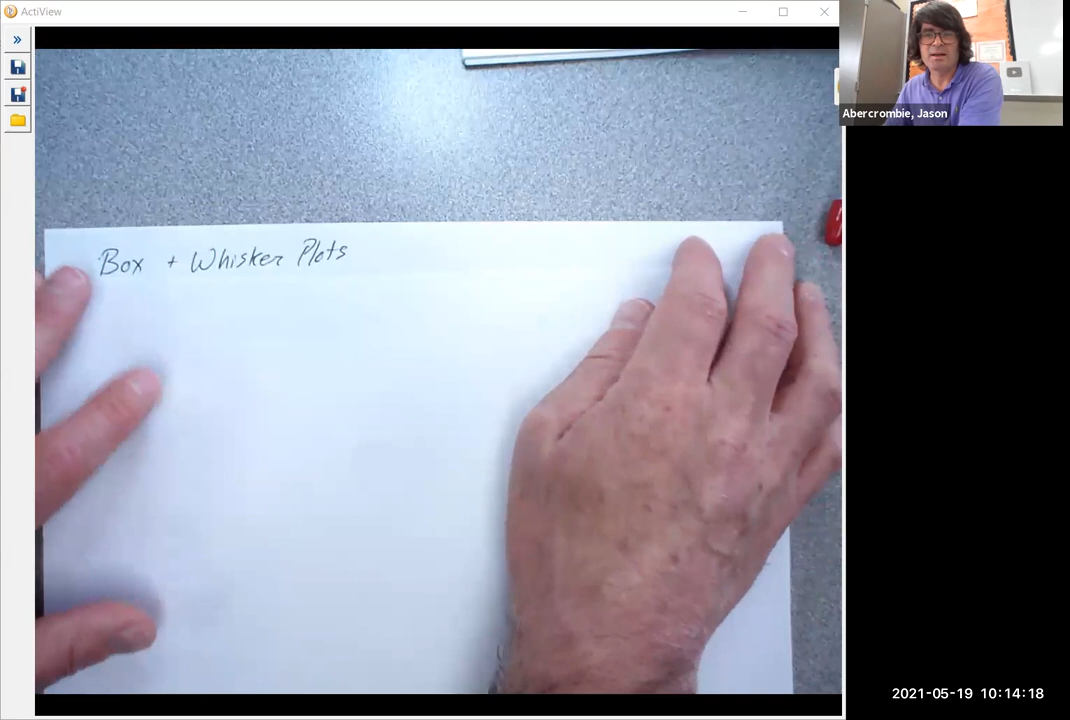 ActiView
Abercrombie, Jason
Box + Whisker Plots
2021-05-19 10:14:18